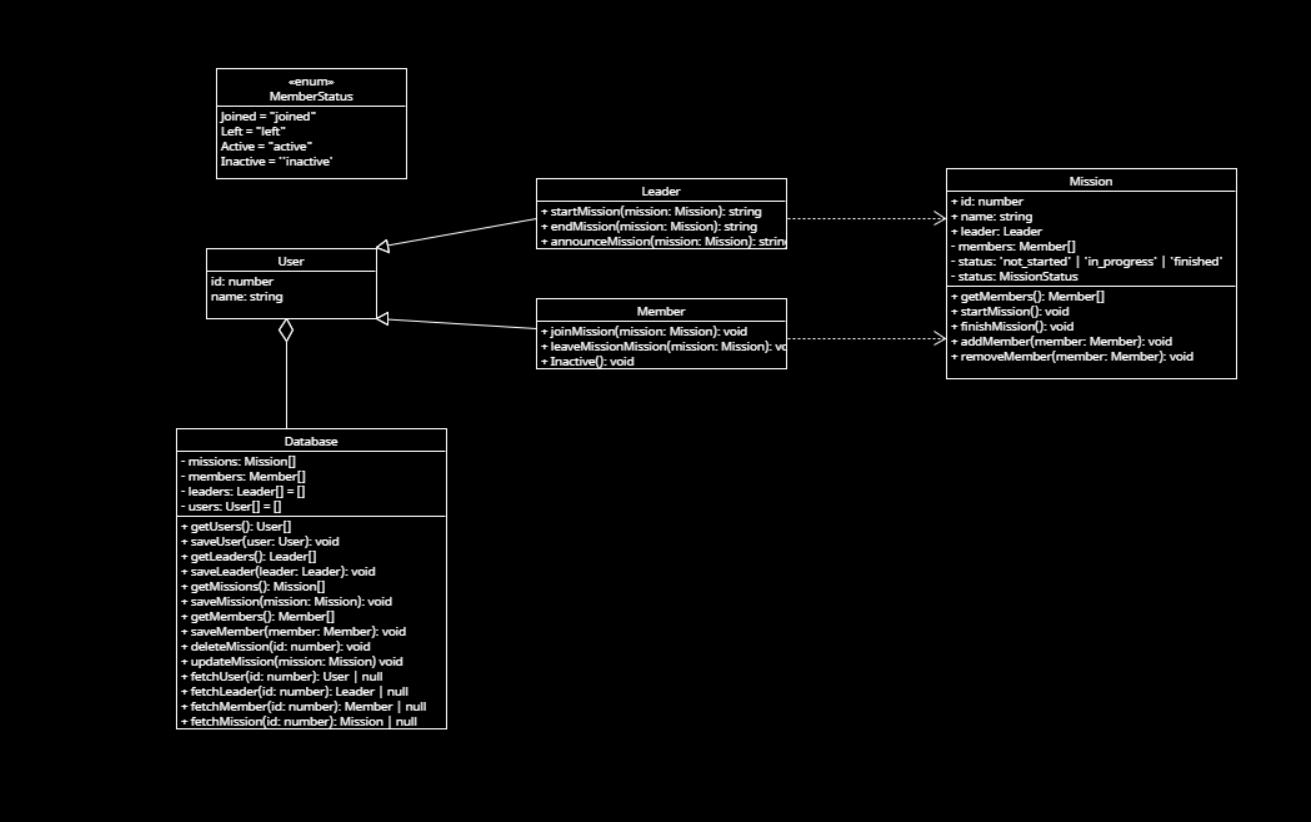 «enum»
MemberStatus
Joined = "joined"
Left = "left"
Active = "active"
Inactive = ''inactive'
User
id: number
name: string
Leader
+ startMission(mission: Mission): string
+ endMission(mission: Mission): string
+ announceMission(mission: Mission): strin
Member
+ joinMission(mission: Mission): void
+ leaveMissionMission(mission: Mission): vo
+ Inactive(): void
Mission
+ id: number
+ name: string
+ leader: Leader
- members: Member[]
- status: 'not_started' | 'in_progress' | 'finished'
- status: MissionStatus
+ getMembers(): Member[]
+ startMission(): void
+ finishMission(): void
+ addMember(member: Member): void
+ removeMember(member: Member): void
Database
- missions: Mission[]
- members: Member[]
- leaders: Leader[] = []
- users: User[] = []
+ getUsers(): User[]
+ saveUser(user: User): void
+ getLeaders(): Leader[]
+ saveLeader(leader: Leader): void
+ getMissions(): Mission[]
+ saveMission(mission: Mission): void
+ getMembers(): Member[]
+ saveMember(member: Member): void
+ deleteMission(id: number): void
+ updateMission(mission: Mission) void
+ fetchUser(id: number): User | null
+ fetchLeader(id: number): Leader | null
+ fetchMember(id: number): Member | null
+ fetchMission(id: number): Mission | null